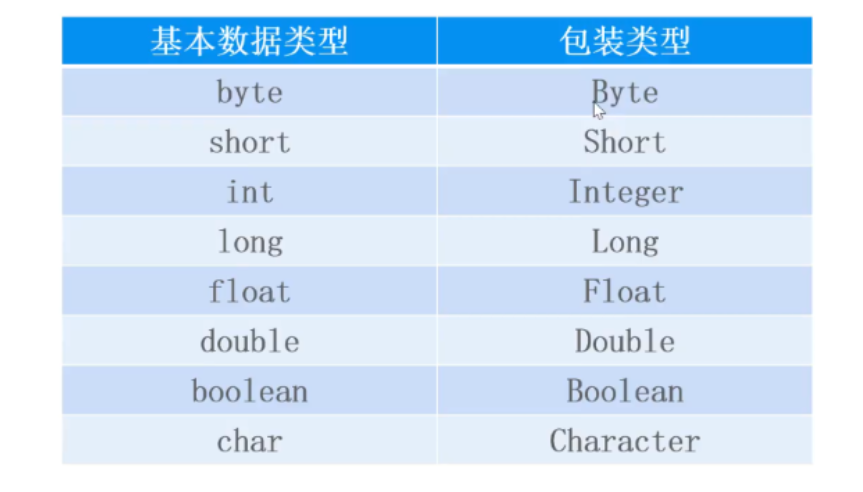 基本数据类型 包装类型
byte Byte
short Short
int Integer
long Long
float Float
double Double
boolean Boolean
char Character